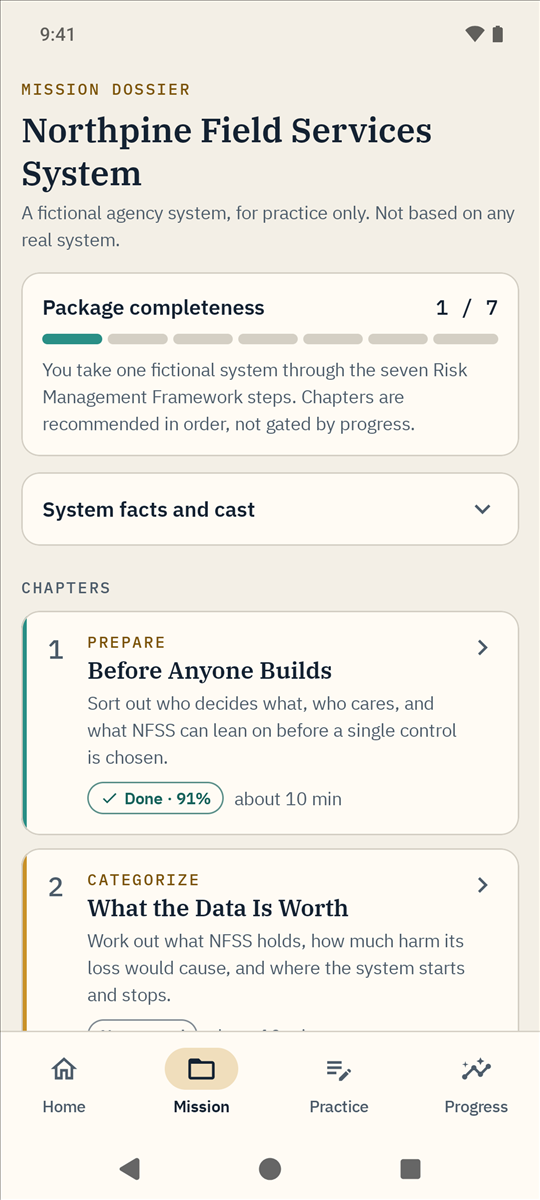 9:41
MISSION DOSSIER
Northpine Field Services
System
A fictional agency system, for practice only. Not based on any
real system.
Package completeness 1 / 7
You take one fictional system through the seven Risk
Management Framework steps. Chapters are
recommended in order, not gated by progress.
System facts and cast
CHAPTERS
1 PREPARE
Before Anyone Builds
Sort out who decides what, who cares, and
what NFSS can lean on before a single control
is chosen.
Done · 91% about 10 min
2 CATEGORIZE
What the Data Is Worth
Work out what NFSS holds, how much harm its
loss would cause, and where the system starts
and stops.
Home Mission Practice Progress